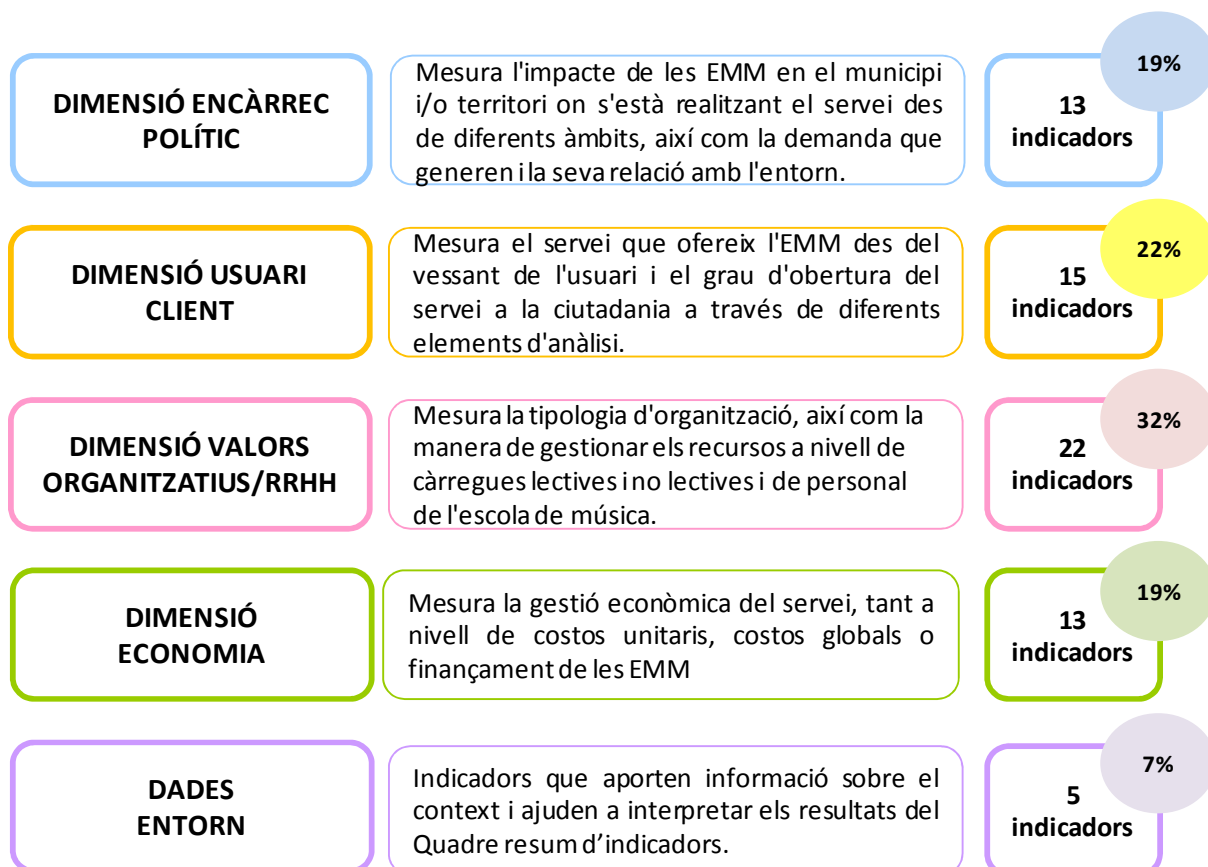 DIMENSIÓ ENCÀRREC
POLÍTIC
Mesura l'impacte de les EMM en el municipi
i/o territori on s'està realitzant el servei des
de diferents àmbits, així com la demanda que
generen i la seva relació amb l'entorn.
13
indicadors
19%
DIMENSIÓ USUARI
CLIENT
Mesura el servei que ofereix l'EMM des del
vessant de l'usuari i el grau d'obertura del
servei a la ciutadania a través de diferents
elements d'anàlisi.
15
indicadors
22%
DIMENSIÓ VALORS
ORGANITZATIUS/RRHH
Mesura la tipologia d'organització, així com la
manera de gestionar els recursos a nivell de
càrregues lectives i no lectives i de personal
de l'escola de música.
22
indicadors
32%
DIMENSIÓ
ECONOMIA
Mesura la gestió econòmica del servei, tant a
nivell de costos unitaris, costos globals o
finançament de les EMM
13
indicadors
19%
DADES
ENTORN
Indicadors que aporten informació sobre el
context i ajuden a interpretar els resultats del
Quadre resum d’indicadors.
5
indicadors
7%